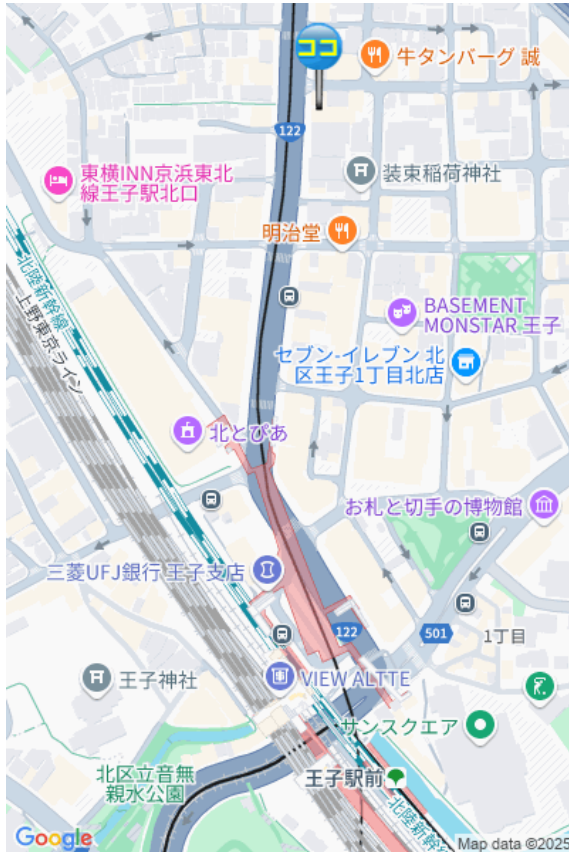 ココ
牛タンバーグ 誠
122
装束稲荷神社
東横INN京浜東北
線王子駅北口
明治堂
北陸新幹線
上野東京ライン
BASEMENT
MONSTAR 王子
セブン-イレブン 北
区王子1丁目北店
北とぴあ
お札と切手の博物館
三菱UFJ銀行 王子支店
122
501
1丁目
王子神社
VIEW ALTTE
サンスクエア
北区立音無
親水公園
王子駅前
北陸新幹線
Google
Map data ©2025